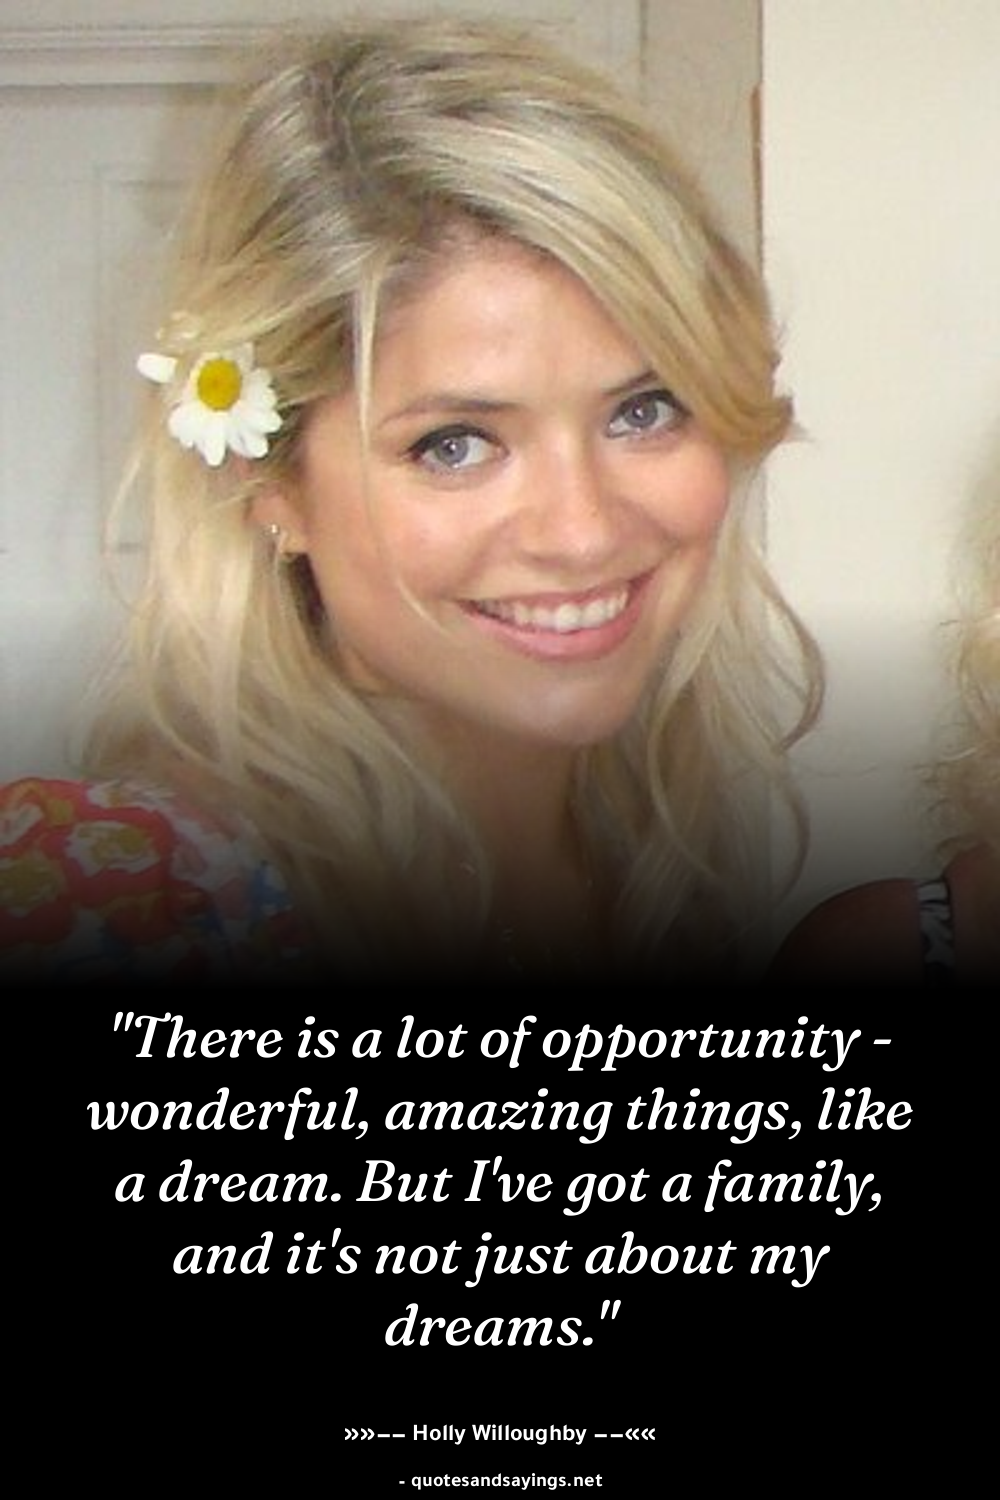 "There is a lot of opportunity -
wonderful, amazing things, like
a dream. But I've got a family,
and it's not just about my
dreams."
»»−− Holly Willoughby −−««
- quotesandsayings.net